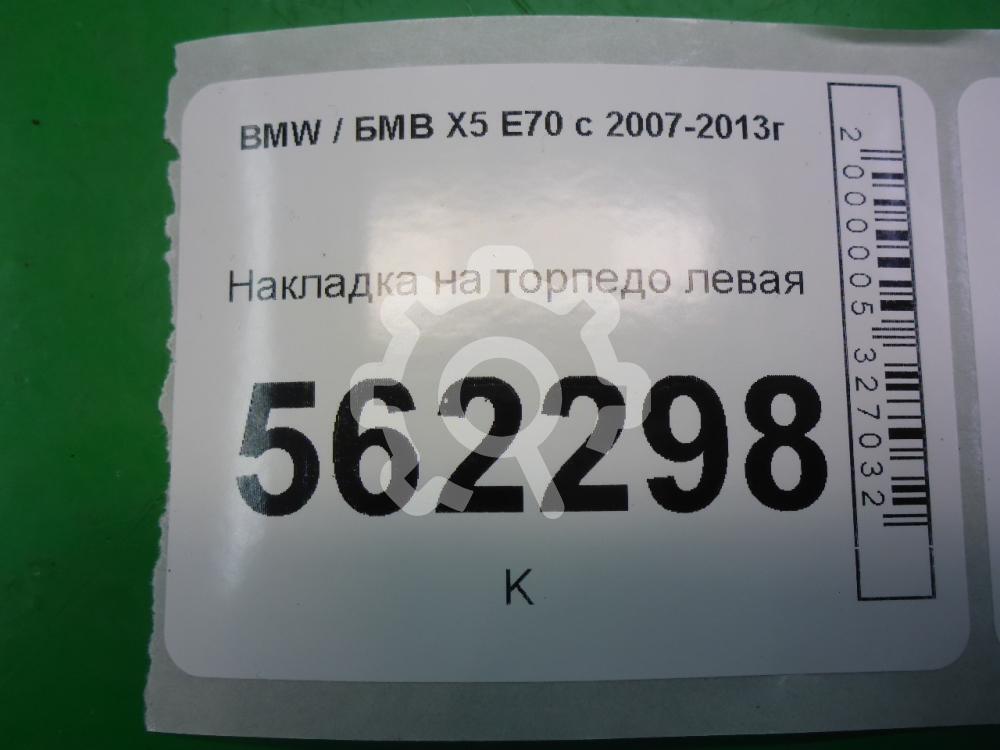 BMW / БМВ X5 E70 с 2007-2013г
Накладка на торпедо левая
562298
К
2000005327032